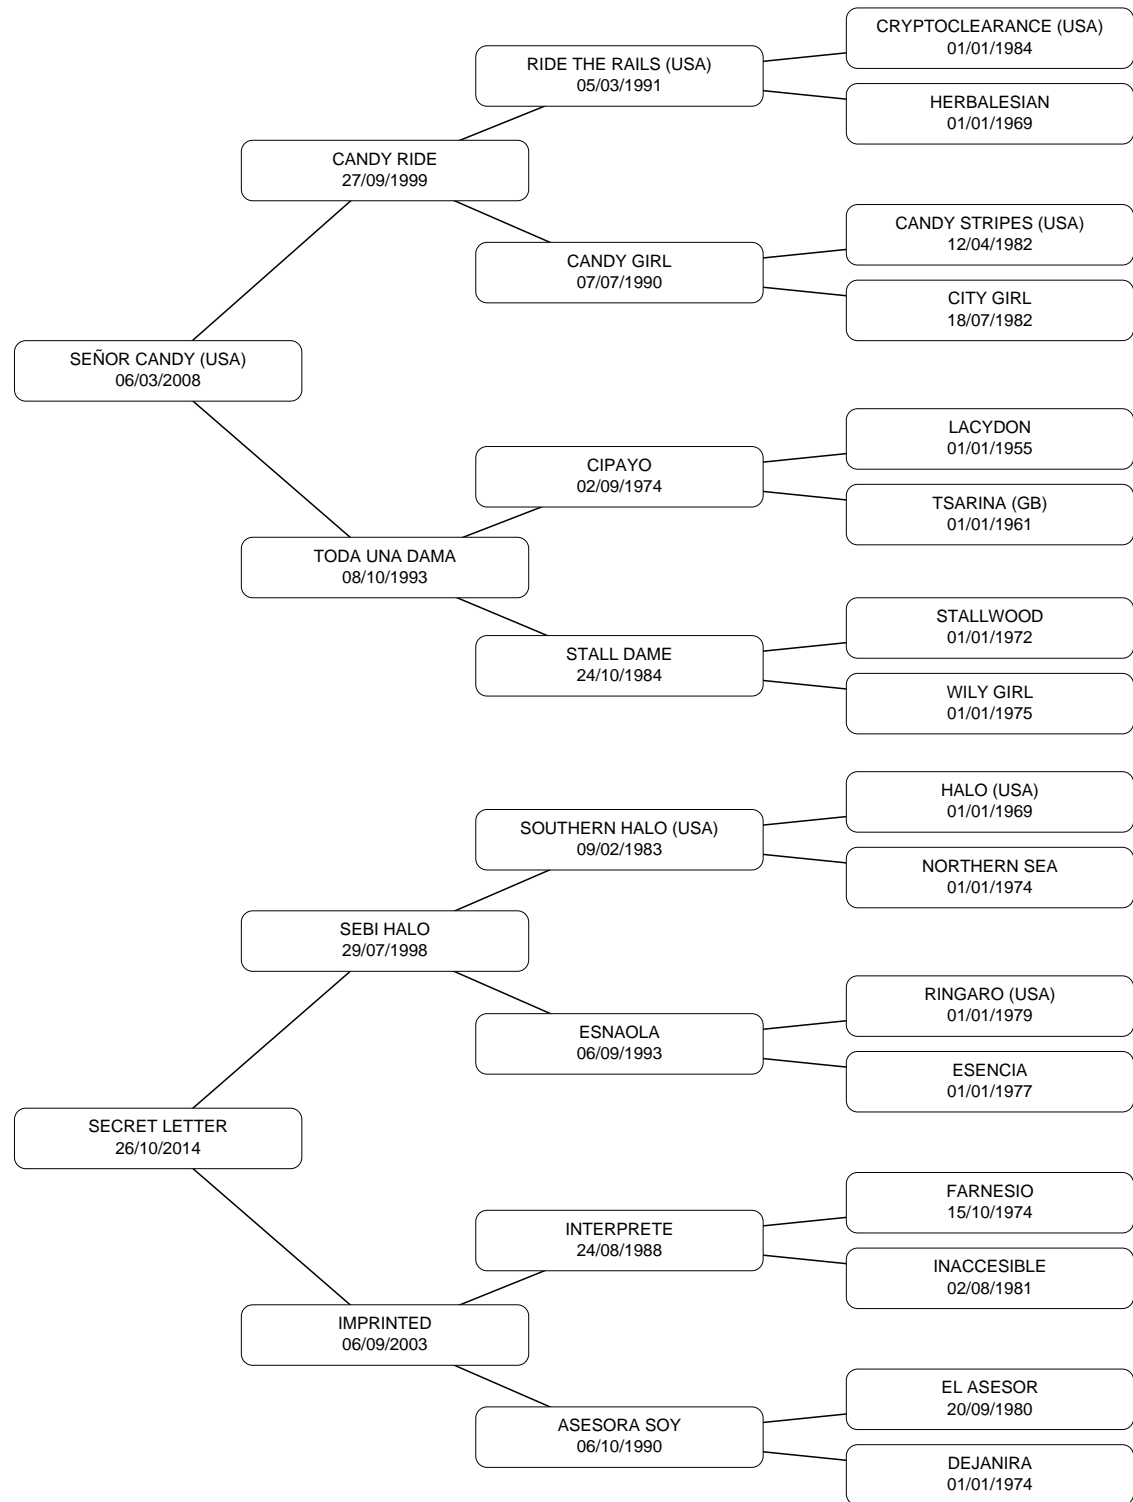 CRYPTOCLEARANCE (USA)
01/01/1984
RIDE THE RAILS (USA)
05/03/1991
HERBALESIAN
01/01/1969
CANDY RIDE
27/09/1999
CANDY STRIPES (USA)
12/04/1982
CANDY GIRL
07/07/1990
CITY GIRL
18/07/1982
SEÑOR CANDY (USA)
06/03/2008
LACYDON
01/01/1955
CIPAYO
02/09/1974
TSARINA (GB)
01/01/1961
TODA UNA DAMA
08/10/1993
STALLWOOD
01/01/1972
STALL DAME
24/10/1984
WILY GIRL
01/01/1975
HALO (USA)
01/01/1969
SOUTHERN HALO (USA)
09/02/1983
NORTHERN SEA
01/01/1974
SEBI HALO
29/07/1998
RINGARO (USA)
01/01/1979
ESNAOLA
06/09/1993
ESENCIA
01/01/1977
SECRET LETTER
26/10/2014
FARNESIO
15/10/1974
INTERPRETE
24/08/1988
INACCESIBLE
02/08/1981
IMPRINTED
06/09/2003
EL ASESOR
20/09/1980
ASESORA SOY
06/10/1990
DEJANIRA
01/01/1974